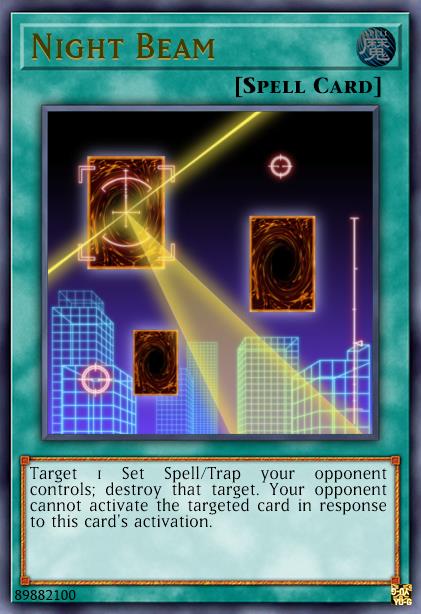 Night Beam
魔
[Spell Card]
Target 1 Set Spell/Trap your opponent
controls; destroy that target. Your opponent
cannot activate the targeted card in response
to this card's activation.
89882100